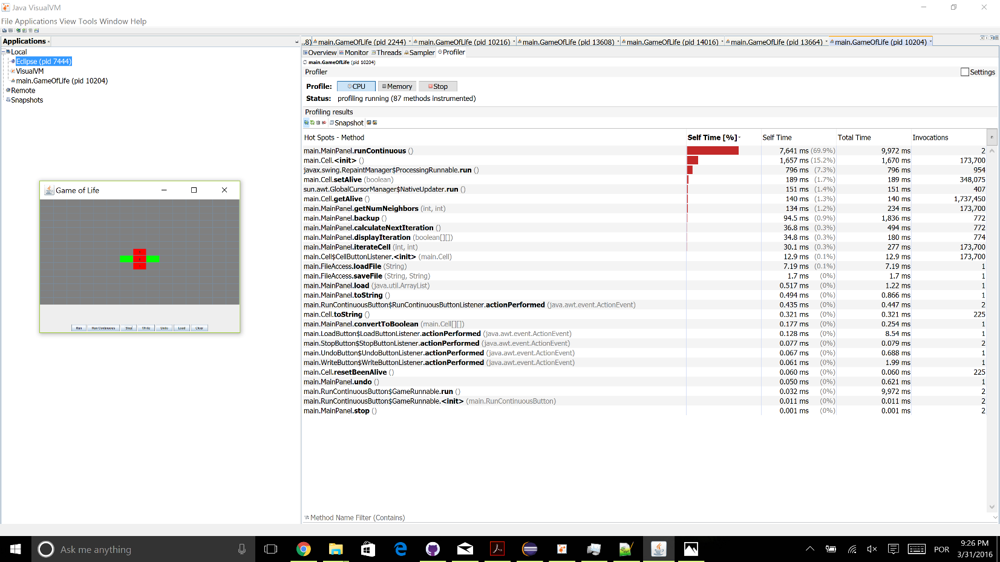 Java VisualVM
File Applications View Tools Window Help
Applications
Local
Eclipse (pid 7444)
VisualVM
main.GameOfLife (pid 10204)
Remote
Snapshots
Game of Life
Run Run Continuous Stop Write Undo Load Clear
..8) main.GameOfLife (pid 2244) main.GameOfLife (pid 10216) main.GameOfLife (pid 13608) main.GameOfLife (pid 14016) main.GameOfLife (pid 13664) main.GameOfLife (pid 10204)
Overview Monitor Threads Sampler Profiler
main.GameOfLife (pid 10204)
Profiler Settings
Profile: CPU Memory Stop
Status: profiling running (87 methods instrumented)
Profiling results
Snapshot
Hot Spots - Method Self Time [%] Self Time Total Time Invocations
main.MainPanel.runContinuous () 7,641 ms (69.9%) 9,972 ms 2
main.Cell.<init> () 1,657 ms (15.2%) 1,670 ms 173,700
javax.swing.RepaintManager$ProcessingRunnable.run () 796 ms (7.3%) 796 ms 954
main.Cell.setAlive (boolean) 189 ms (1.7%) 189 ms 348,075
sun.awt.GlobalCursorManager$NativeUpdater.run () 151 ms (1.4%) 151 ms 407
main.Cell.getAlive () 140 ms (1.3%) 140 ms 1,737,450
main.MainPanel.getNumNeighbors (int, int) 134 ms (1.2%) 234 ms 173,700
main.MainPanel.backup () 94.5 ms (0.9%) 1,836 ms 772
main.MainPanel.calculateNextIteration () 36.8 ms (0.3%) 494 ms 772
main.MainPanel.displayIteration (boolean[][]) 34.8 ms (0.3%) 180 ms 774
main.MainPanel.iterateCell (int, int) 30.1 ms (0.3%) 277 ms 173,700
main.Cell$CellButtonListener.<init> (main.Cell) 12.9 ms (0.1%) 12.9 ms 173,700
main.FileAccess.loadFile (String) 7.19 ms (0.1%) 7.19 ms 1
main.FileAccess.saveFile (String, String) 1.7 ms (0%) 1.7 ms 1
main.MainPanel.load (java.util.ArrayList) 0.517 ms (0%) 1.22 ms 1
main.MainPanel.toString () 0.494 ms (0%) 0.866 ms 1
main.RunContinuousButton$RunContinuousButtonListener.actionPerformed (java.awt.event.ActionEvent) 0.435 ms (0%) 0.447 ms 2
main.Cell.toString () 0.321 ms (0%) 0.321 ms 225
main.MainPanel.convertToBoolean (main.Cell[][]) 0.177 ms (0%) 0.254 ms 1
main.LoadButton$LoadButtonListener.actionPerformed (java.awt.event.ActionEvent) 0.128 ms (0%) 8.54 ms 1
main.StopButton$StopButtonListener.actionPerformed (java.awt.event.ActionEvent) 0.077 ms (0%) 0.079 ms 2
main.UndoButton$UndoButtonListener.actionPerformed (java.awt.event.ActionEvent) 0.067 ms (0%) 0.688 ms 1
main.WriteButton$WriteButtonListener.actionPerformed (java.awt.event.ActionEvent) 0.061 ms (0%) 1.99 ms 1
main.Cell.resetBeenAlive () 0.060 ms (0%) 0.060 ms 225
main.MainPanel.undo () 0.050 ms (0%) 0.621 ms 1
main.RunContinuousButton$GameRunnable.run () 0.032 ms (0%) 9,972 ms 2
main.RunContinuousButton$GameRunnable.<init> (main.RunContinuousButton) 0.011 ms (0%) 0.011 ms 2
main.MainPanel.stop () 0.001 ms (0%) 0.001 ms 2
Method Name Filter (Contains)
Ask me anything
POR
9:26 PM
3/31/2016